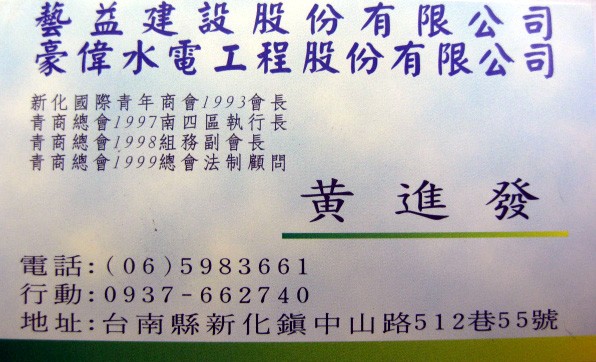 藝益建設股份有限公司
豪偉水電工程股份有限公司
新化國際青年商會1993會長
青商總會1997南四區執行長
青商總會1998組務副會長
青商總會1999總會法制顧問
黃進發
電話:(06)5983661
行動:0937-662740
地址:台南縣新化鎮中山路512巷55號